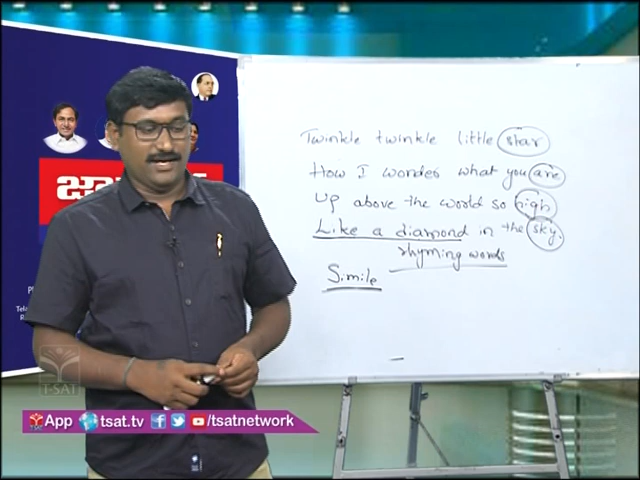 Twinkle twinkle little star
How I wonder what you are
Up above the world so high
Like a diamond in the sky.
rhyming words
Simile
T-SAT
App tsat.tv /tsatnetwork